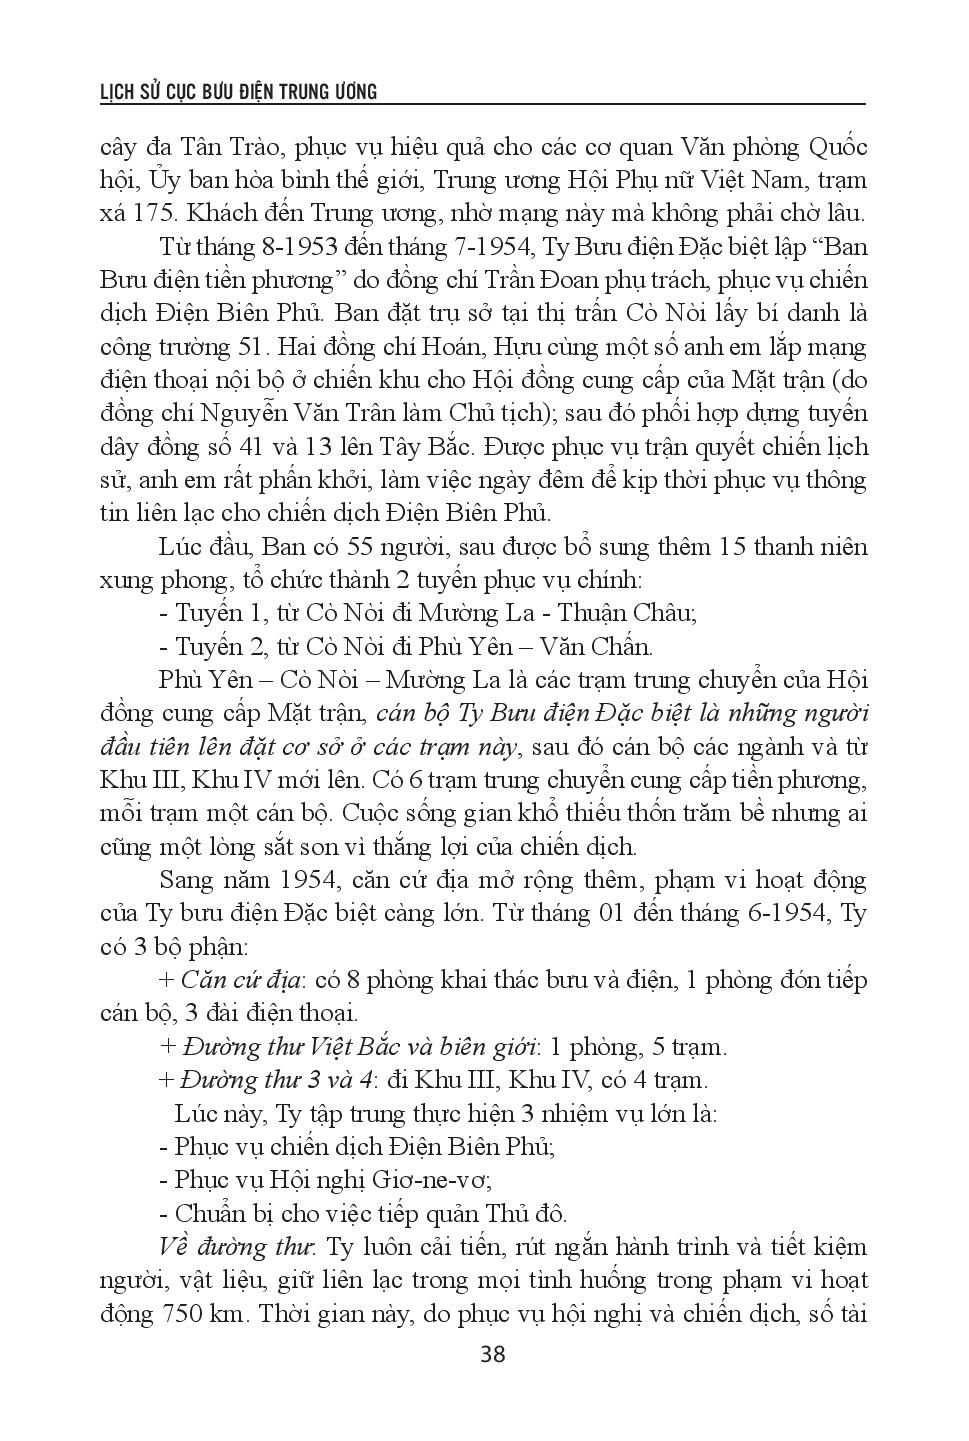 LỊCH SỬ CỤC BƯU ĐIỆN TRUNG ƯƠNG
cây đa Tân Trào, phục vụ hiệu quả cho các cơ quan Văn phòng Quốc
hội, Ủy ban hòa bình thế giới, Trung ương Hội Phụ nữ Việt Nam, trạm
xá 175. Khách đến Trung ương, nhờ mạng này mà không phải chờ lâu.
Từ tháng 8-1953 đến tháng 7-1954, Ty Bưu điện Đặc biệt lập “Ban
Bưu điện tiền phương” do đồng chí Trần Đoan phụ trách, phục vụ chiến
dịch Điện Biên Phủ. Ban đặt trụ sở tại thị trấn Cò Nòi lấy bí danh là
công trường 51. Hai đồng chí Hoán, Hựu cùng một số anh em lắp mạng
điện thoại nội bộ ở chiến khu cho Hội đồng cung cấp của Mặt trận (do
đồng chí Nguyễn Văn Trân làm Chủ tịch); sau đó phối hợp dựng tuyến
dây đồng số 41 và 13 lên Tây Bắc. Được phục vụ trận quyết chiến lịch
sử, anh em rất phấn khởi, làm việc ngày đêm để kịp thời phục vụ thông
tin liên lạc cho chiến dịch Điện Biên Phủ.
Lúc đầu, Ban có 55 người, sau được bổ sung thêm 15 thanh niên
xung phong, tổ chức thành 2 tuyến phục vụ chính:
- Tuyến 1, từ Cò Nòi đi Mường La - Thuận Châu;
- Tuyến 2, từ Cò Nòi đi Phù Yên – Văn Chấn.
Phù Yên – Cò Nòi – Mường La là các trạm trung chuyển của Hội
đồng cung cấp Mặt trận, cán bộ Ty Bưu điện Đặc biệt là những người
đầu tiên lên đặt cơ sở ở các trạm này, sau đó cán bộ các ngành và từ
Khu III, Khu IV mới lên. Có 6 trạm trung chuyển cung cấp tiền phương,
mỗi trạm một cán bộ. Cuộc sống gian khổ thiếu thốn trăm bề nhưng ai
cũng một lòng sắt son vì thắng lợi của chiến dịch.
Sang năm 1954, căn cứ địa mở rộng thêm, phạm vi hoạt động
của Ty bưu điện Đặc biệt càng lớn. Từ tháng 01 đến tháng 6-1954, Ty
có 3 bộ phận:
+ Căn cứ địa: có 8 phòng khai thác bưu và điện, 1 phòng đón tiếp
cán bộ, 3 đài điện thoại.
+ Đường thư Việt Bắc và biên giới: 1 phòng, 5 trạm.
+ Đường thư 3 và 4: đi Khu III, Khu IV, có 4 trạm.
Lúc này, Ty tập trung thực hiện 3 nhiệm vụ lớn là:
- Phục vụ chiến dịch Điện Biên Phủ;
- Phục vụ Hội nghị Giơ-ne-vơ;
- Chuẩn bị cho việc tiếp quản Thủ đô.
Về đường thư: Ty luôn cải tiến, rút ngắn hành trình và tiết kiệm
người, vật liệu, giữ liên lạc trong mọi tình huống trong phạm vi hoạt
động 750 km. Thời gian này, do phục vụ hội nghị và chiến dịch, số tài
38